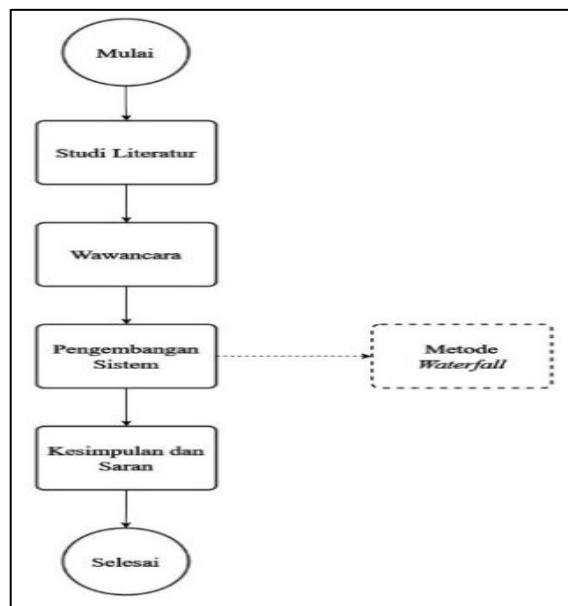 Mulai
Studi Literatur
Wawancara
Pengembangan
Sistem
Metode
Waterfall
Kesimpulan dan
Saran
Selesai